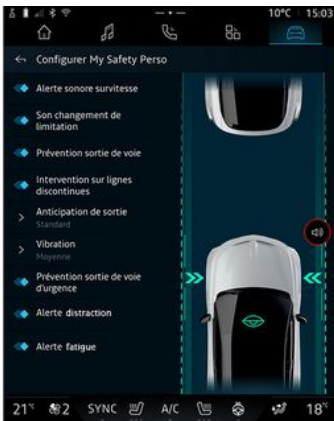 10°C 15:03
Configurer My Safety Perso
Alerte sonore survitesse
Son changement de
limitation
Prévention sortie de voie
Intervention sur lignes
discontinues
Anticipation de sortie
Standard
Vibration
Moyenne
Prévention sortie de voie
d'urgence
Alerte distraction
Alerte fatigue
21° 2 SYNC A/C 18°